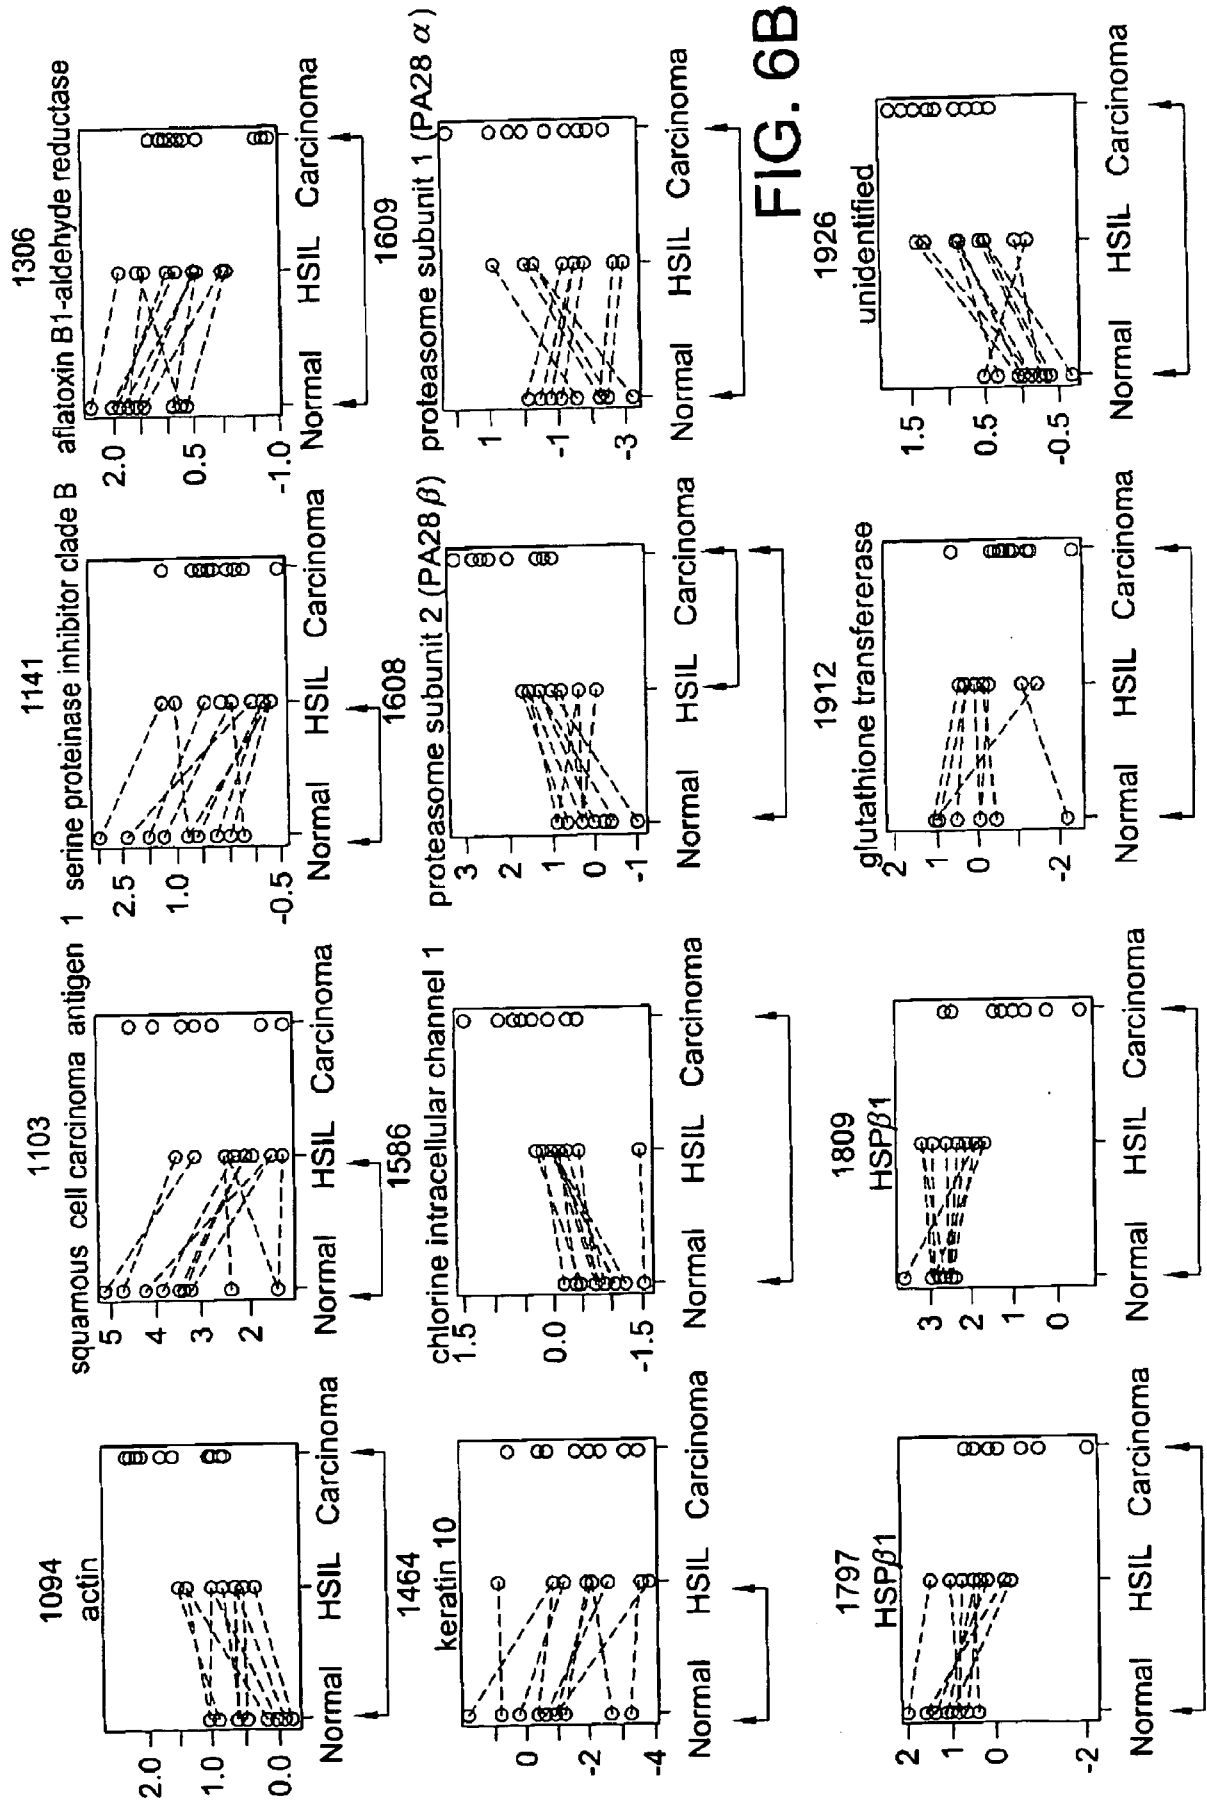 1094
actin
2.0
1.0
0.0
Normal HSIL Carcinoma
1103
squamous cell carcinoma antigen 1
5
4
3
2
Normal HSIL Carcinoma
1141
serine proteinase inhibitor clade B
2.5
1.0
-0.5
Normal HSIL Carcinoma
1306
aflatoxin B1-aldehyde reductase
2.0
0.5
-1.0
Normal HSIL Carcinoma
1464
keratin 10
0
-2
-4
Normal HSIL Carcinoma
1586
chlorine intracellular channel 1
1.5
0.0
-1.5
Normal HSIL Carcinoma
1608
proteasome subunit 2 (PA28 β)
3
2
1
0
-1
Normal HSIL Carcinoma
1609
proteasome subunit 1 (PA28 α)
1
-1
-3
Normal HSIL Carcinoma
FIG. 6B
1797
HSPβ1
2
1
0
-2
Normal HSIL Carcinoma
1809
HSPβ1
3
2
1
0
Normal HSIL Carcinoma
1912
glutathione transfererase
2
1
0
-2
Normal HSIL Carcinoma
1926
unidentified
1.5
0.5
-0.5
Normal HSIL Carcinoma